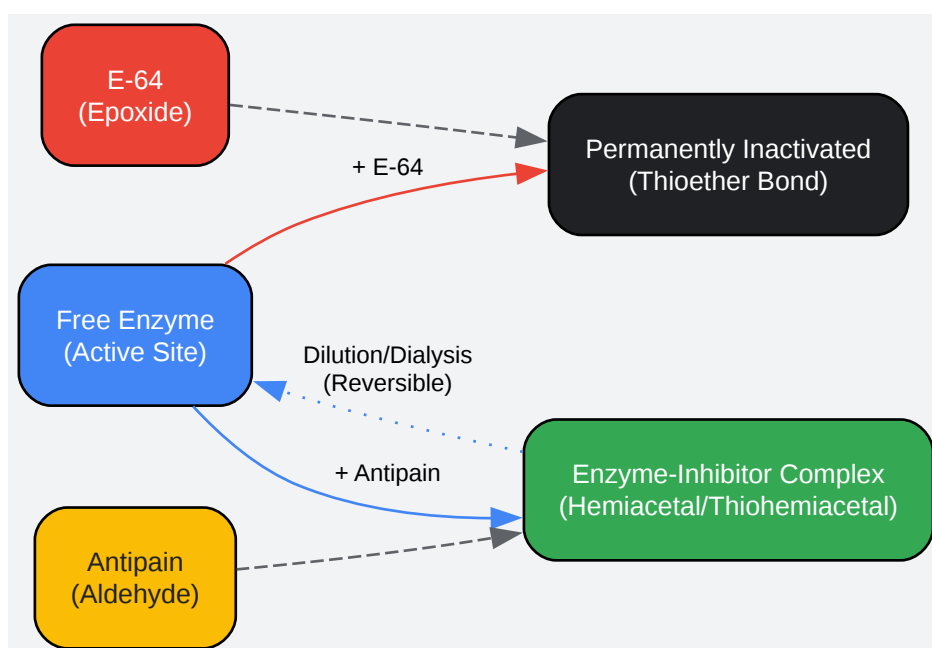 E-64
(Epoxide)
Permanently Inactivated
(Thioether Bond)
+ E-64
Free Enzyme
(Active Site)
Dilution/Dialysis
(Reversible)
+ Antipain
Enzyme-Inhibitor Complex
(Hemiacetal/Thiohemiacetal)
Antipain
(Aldehyde)